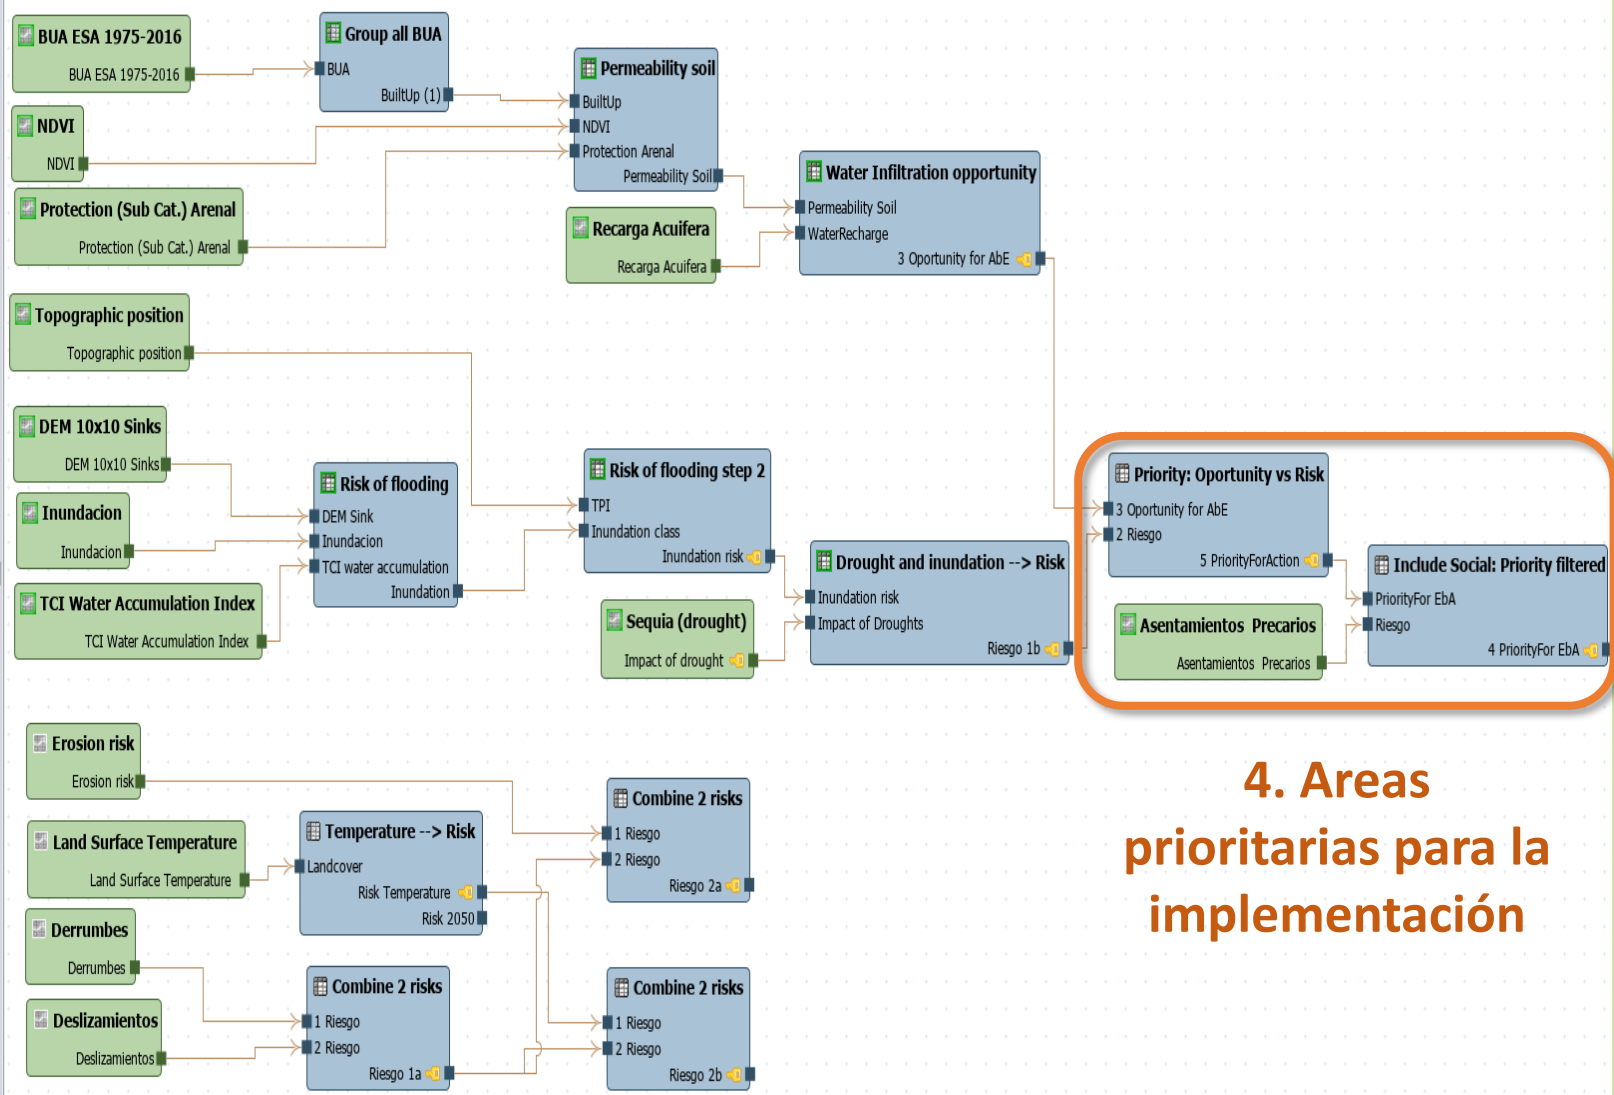 BUA ESA 1975-2016
BUA ESA 1975-2016
Group all BUA
BUA
BuiltUp (1)
NDVI
NDVI
Protection (Sub Cat.) Arenal
Protection (Sub Cat.) Arenal
Permeability soil
BuiltUp
NDVI
Protection Arenal
Permeability Soil
Recarga Acuifera
Recarga Acuifera
Water Infiltration opportunity
Permeability Soil
WaterRecharge
3 Oportunity for AbE
Topographic position
Topographic position
DEM 10x10 Sinks
DEM 10x10 Sinks
Inundacion
Inundacion
TCI Water Accumulation Index
TCI Water Accumulation Index
Risk of flooding
DEM Sink
Inundacion
TCI water accumulation
Inundation
Risk of flooding step 2
TPI
Inundation class
Inundation risk
Sequia (drought)
Impact of drought
Drought and inundation --> Risk
Inundation risk
Impact of Droughts
Riesgo 1b
Priority: Oportunity vs Risk
3 Oportunity for AbE
2 Riesgo
5 PriorityForAction
Asentamientos Precarios
Asentamientos Precarios
Include Social: Priority filtered
PriorityFor EbA
Riesgo
4 PriorityFor EbA
Erosion risk
Erosion risk
Land Surface Temperature
Land Surface Temperature
Derrumbes
Derrumbes
Deslizamientos
Deslizamientos
Temperature --> Risk
Landcover
Risk Temperature
Risk 2050
Combine 2 risks
1 Riesgo
2 Riesgo
Riesgo 1a
Combine 2 risks
1 Riesgo
2 Riesgo
Riesgo 2a
Combine 2 risks
1 Riesgo
2 Riesgo
Riesgo 2b
4. Areas
prioritarias para la
implementación